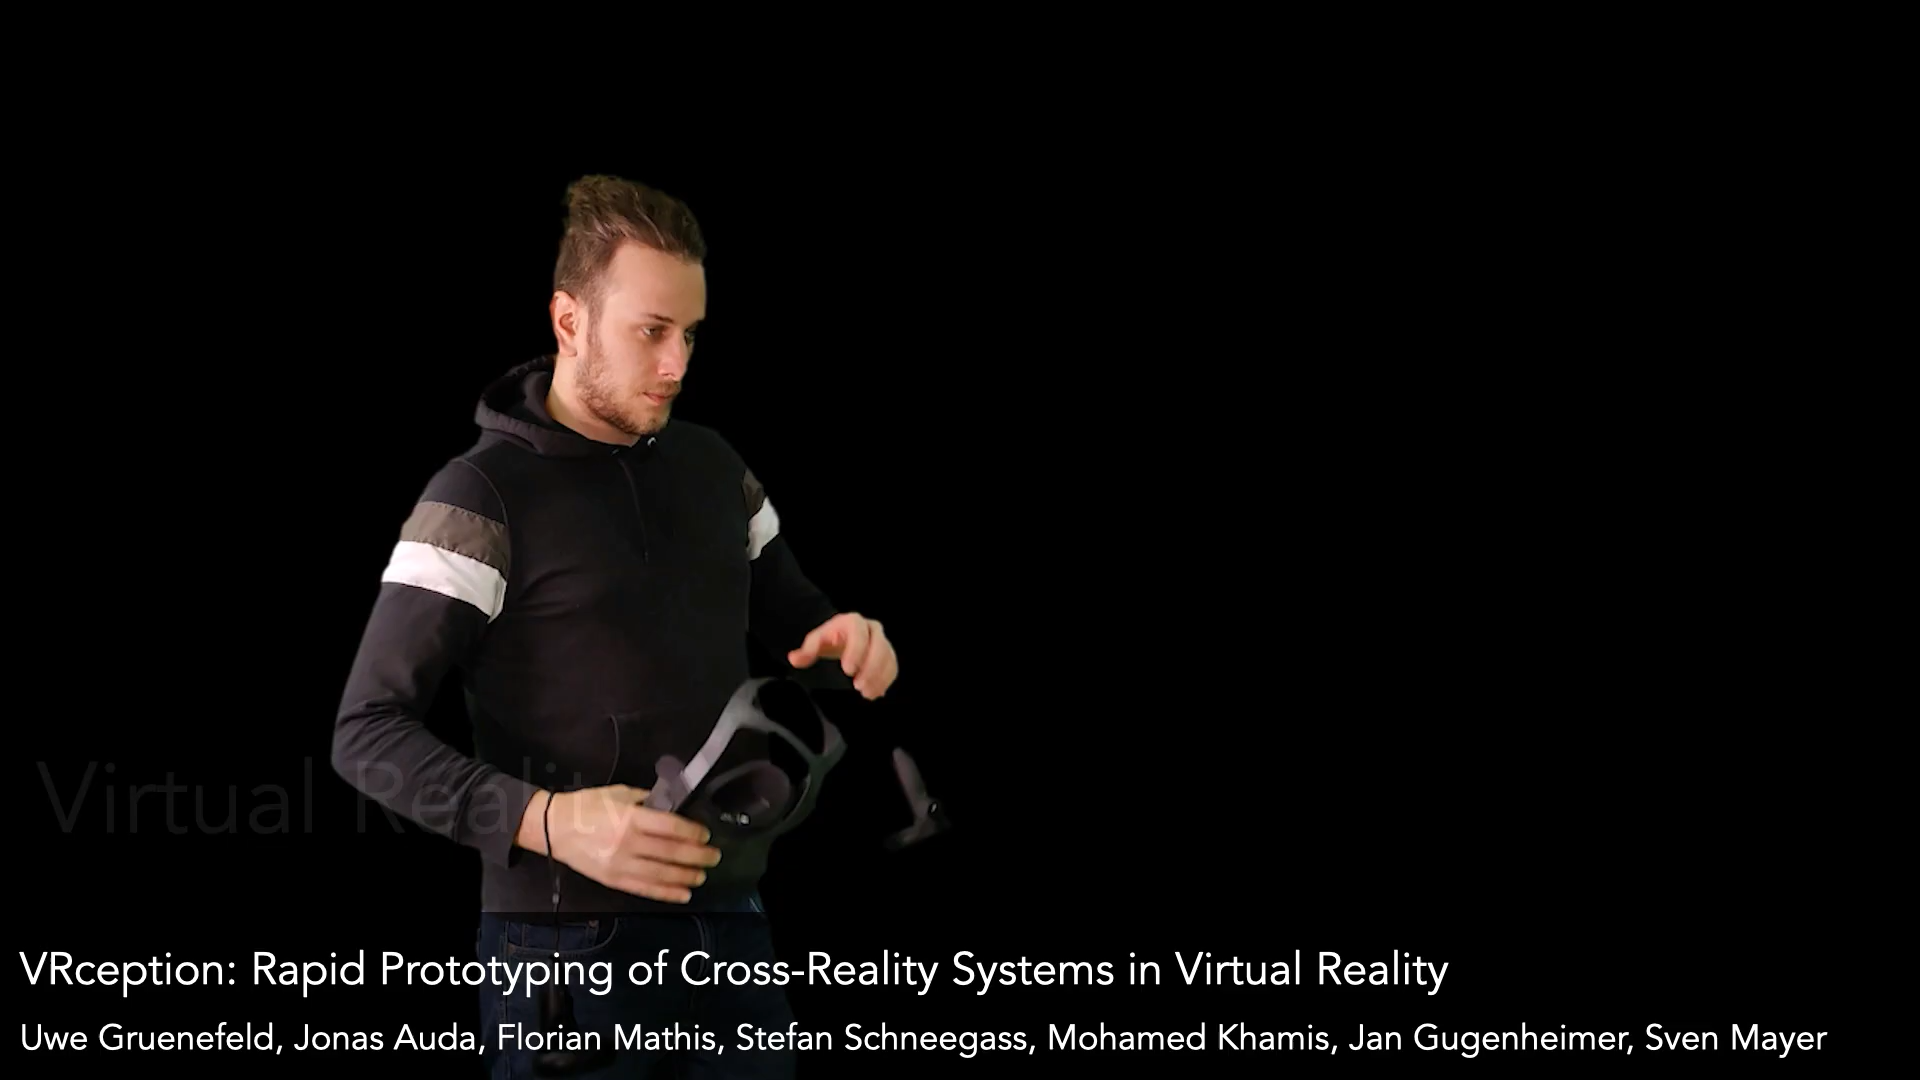 Virtual Reality
VRception: Rapid Prototyping of Cross-Reality Systems in Virtual Reality
Uwe Gruenefeld, Jonas Auda, Florian Mathis, Stefan Schneegass, Mohamed Khamis, Jan Gugenheimer, Sven Mayer